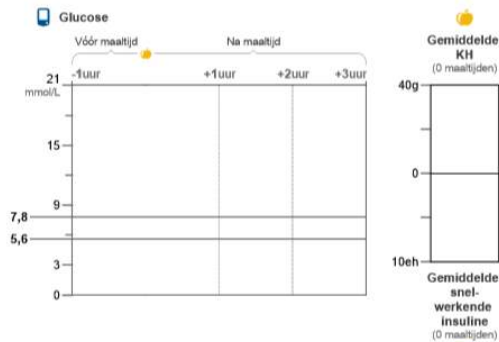 Glucose
Vóór maaltijd
Na maaltijd
-1uur
+1uur
+2uur
+3uur
21
mmol/L
15
9
7,8
5,6
3
0
Gemiddelde
KH
(0 maaltijden)
40g
0
10eh
Gemiddelde
snel-
werkende
insuline
(0 maaltijden)